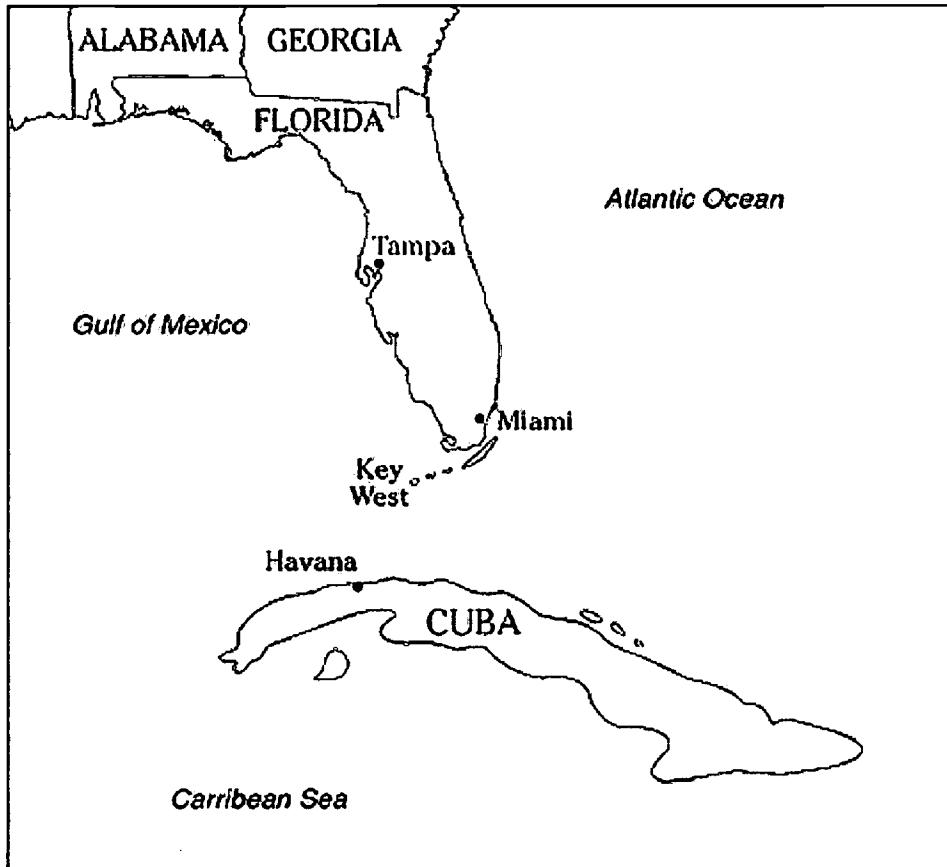 ALABAMA
GEORGIA
FLORIDA
Atlantic Ocean
Tampa
Gulf of Mexico
Miami
Key
West
Havana
CUBA
Carribean Sea